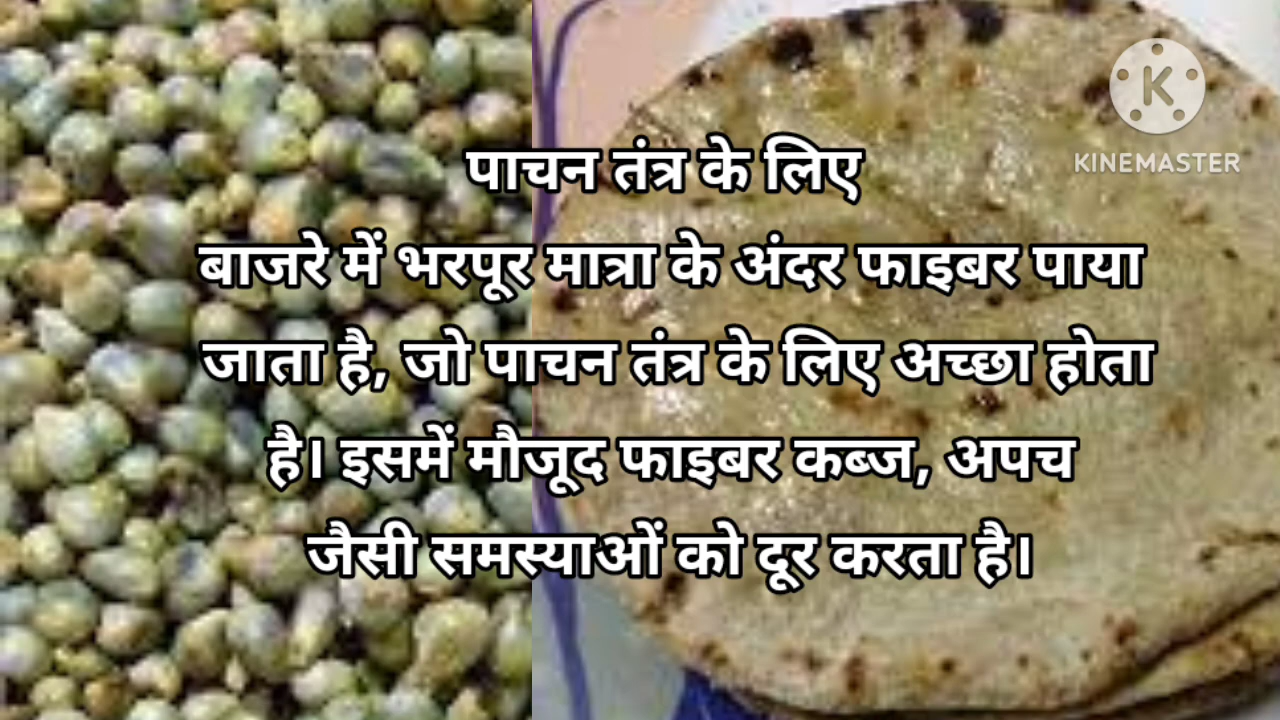 KINEMASTER
पाचन तंत्र के लिए
बाजरे में भरपूर मात्रा के अंदर फाइबर पाया
जाता है, जो पाचन तंत्र के लिए अच्छा होता
है। इसमें मौजूद फाइबर कब्ज, अपच
जैसी समस्याओं को दूर करता है।